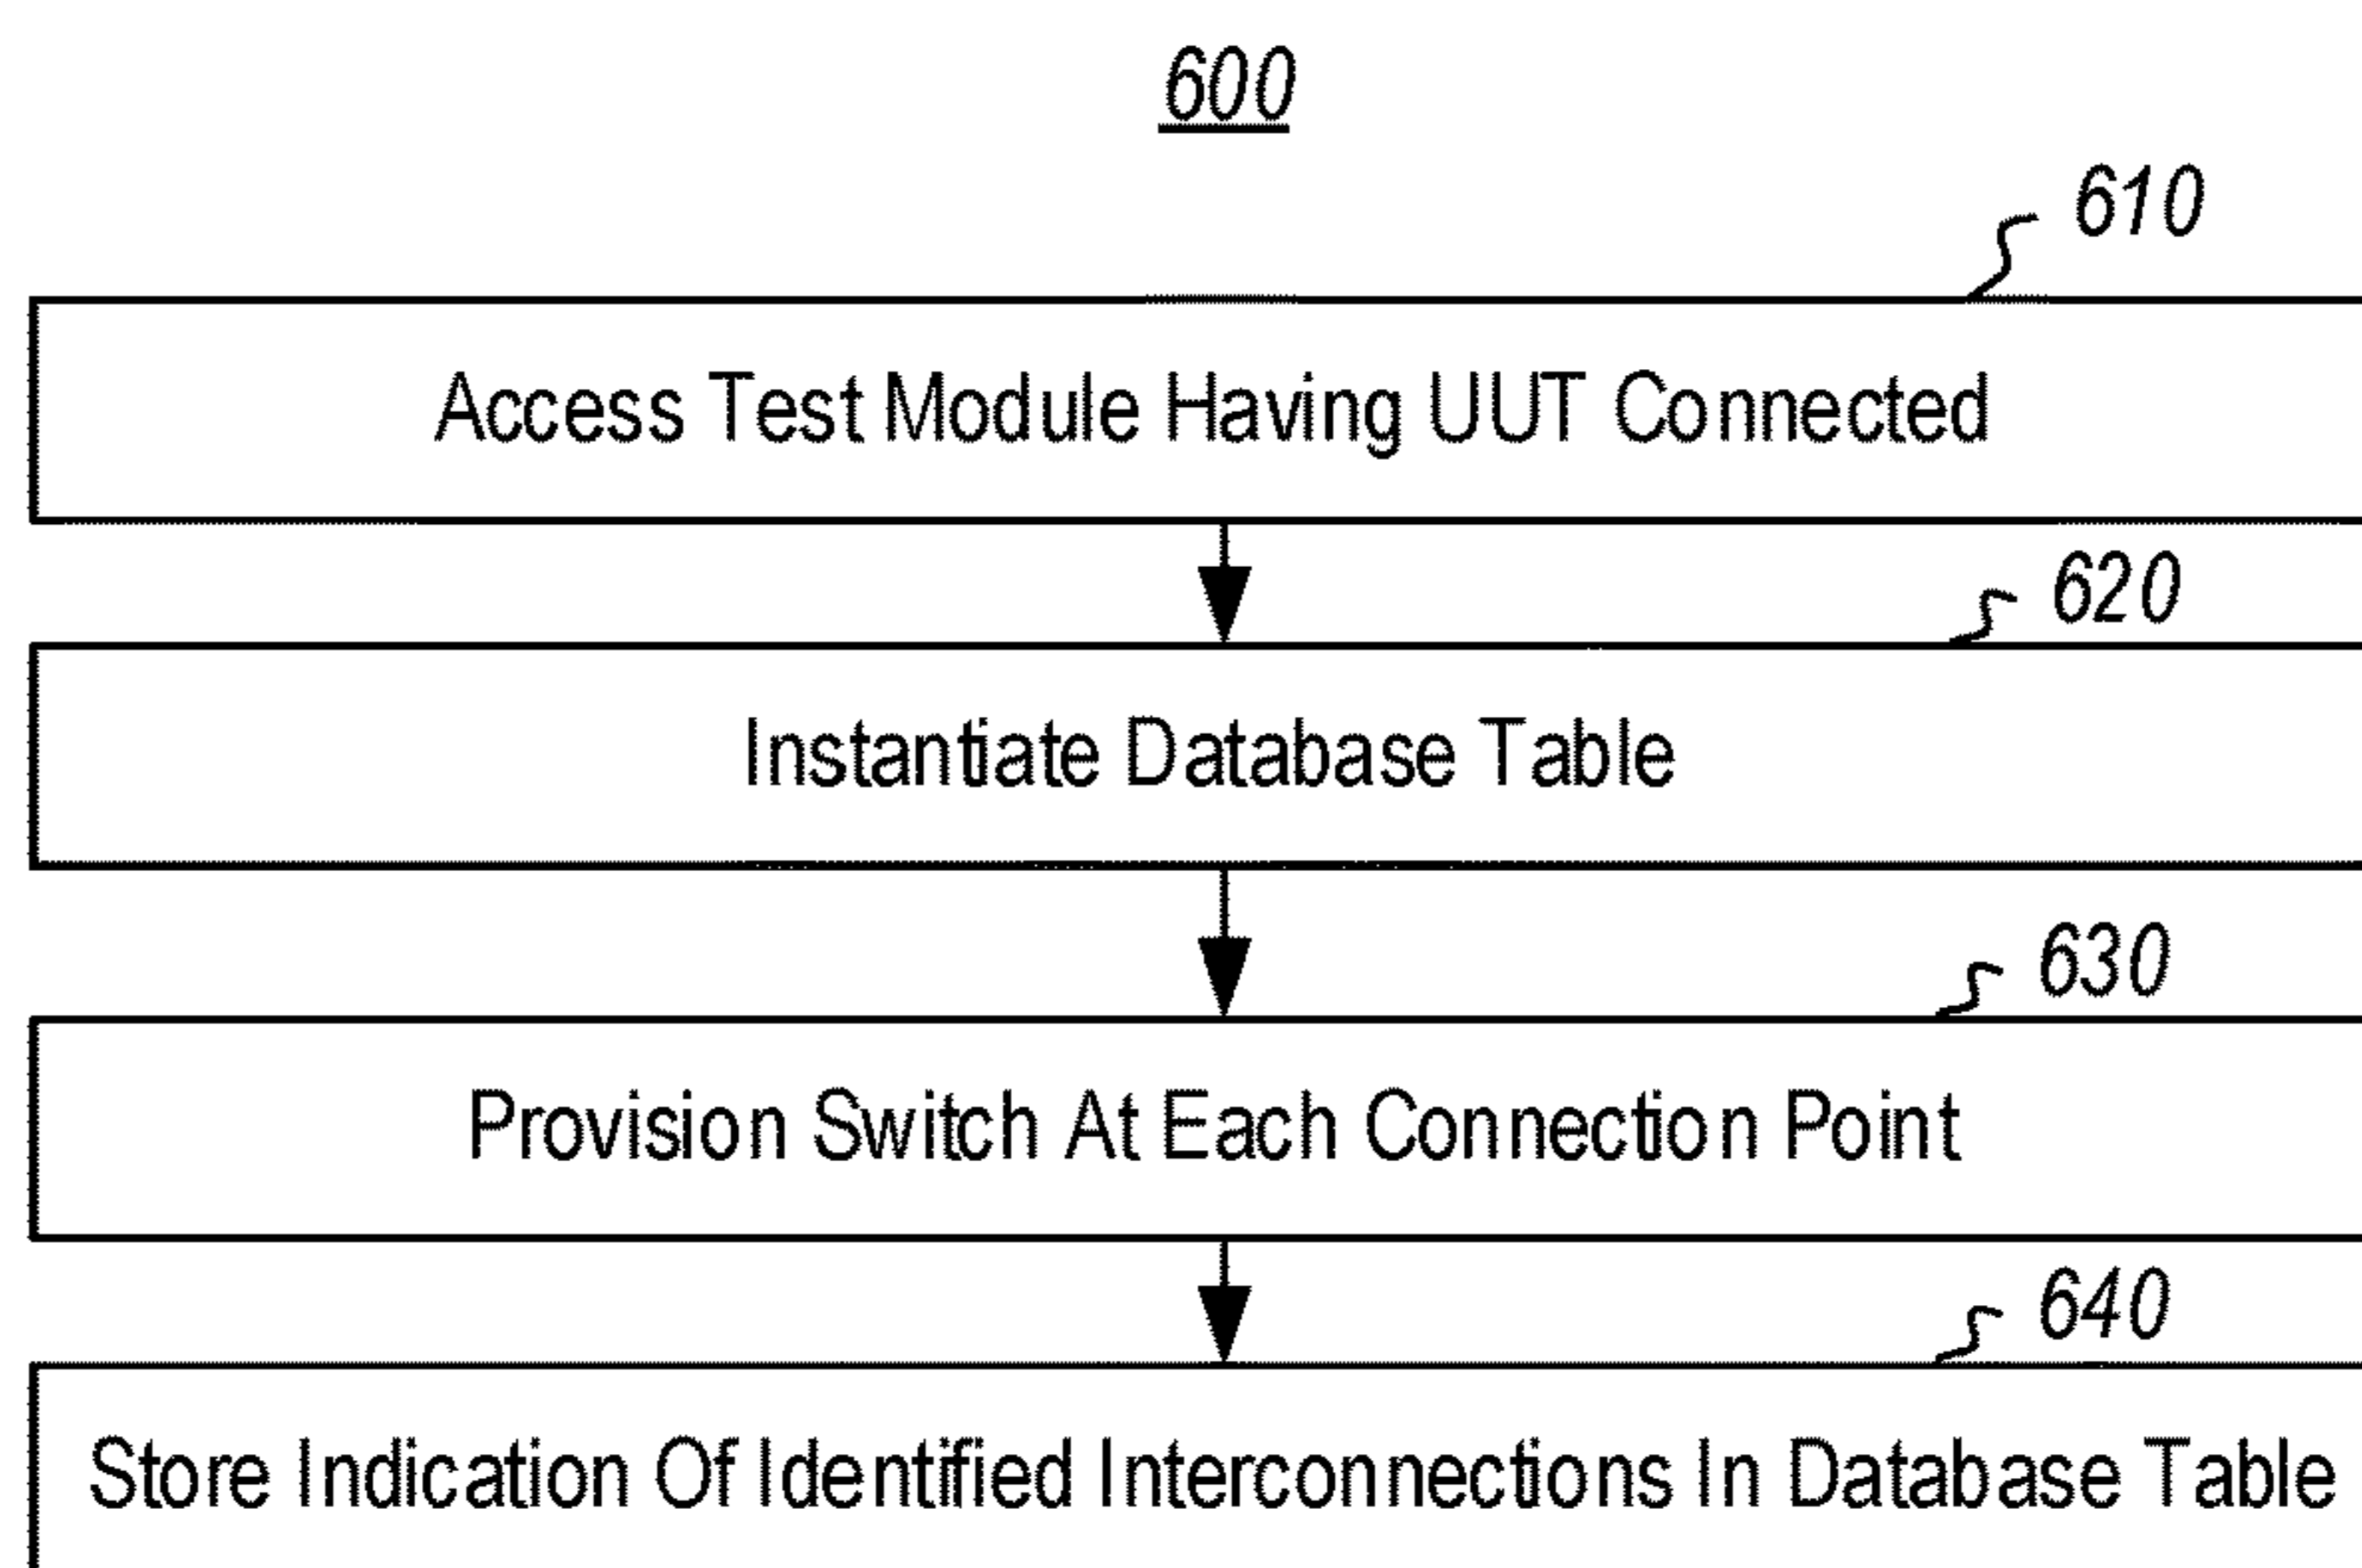 600
610
Access Test Module Having UUT Connected
620
Instantiate Database Table
630
Provision Switch At Each Connection Point
640
Store Indication Of Identified Interconnections In Database Table